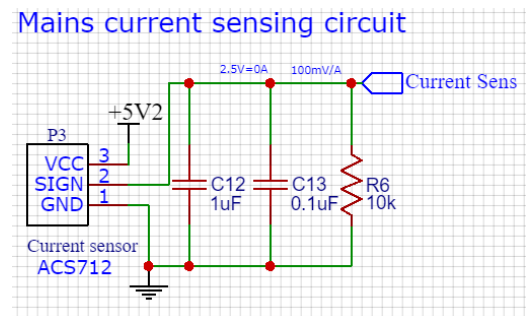 Mains current sensing circuit
2.5V=0A 100mV/A
Current Sens
+5V2
P3
VCC 3
SIGN 2
GND 1
C12
1uF
C13
0.1uF
R6
10k
Current sensor
ACS712